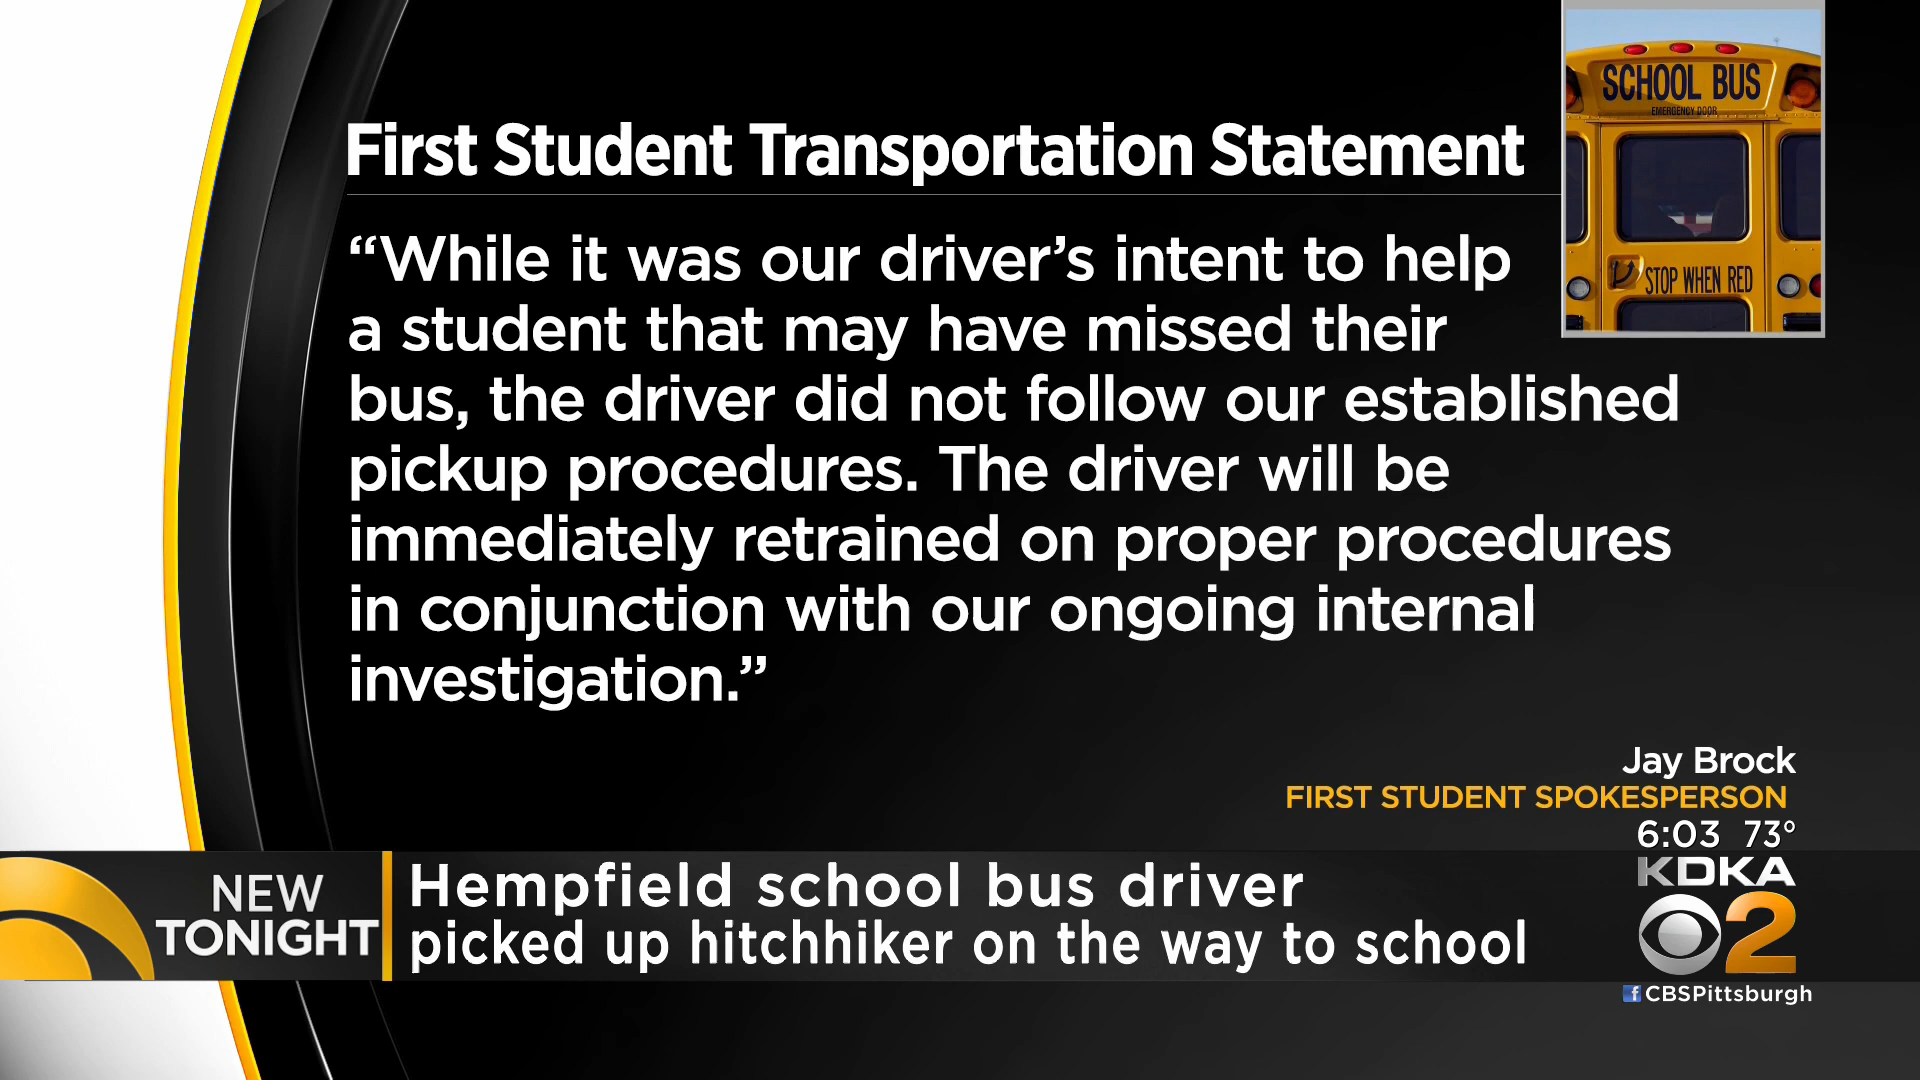 SCHOOL BUS
EMERGENCY DOOR
STOP WHEN RED
First Student Transportation Statement
“While it was our driver’s intent to help
a student that may have missed their
bus, the driver did not follow our established
pickup procedures. The driver will be
immediately retrained on proper procedures
in conjunction with our ongoing internal
investigation.”
Jay Brock
FIRST STUDENT SPOKESPERSON
6:03 73°
KDKA
2
f CBSPittsburgh
NEW
TONIGHT
Hempfield school bus driver
picked up hitchhiker on the way to school